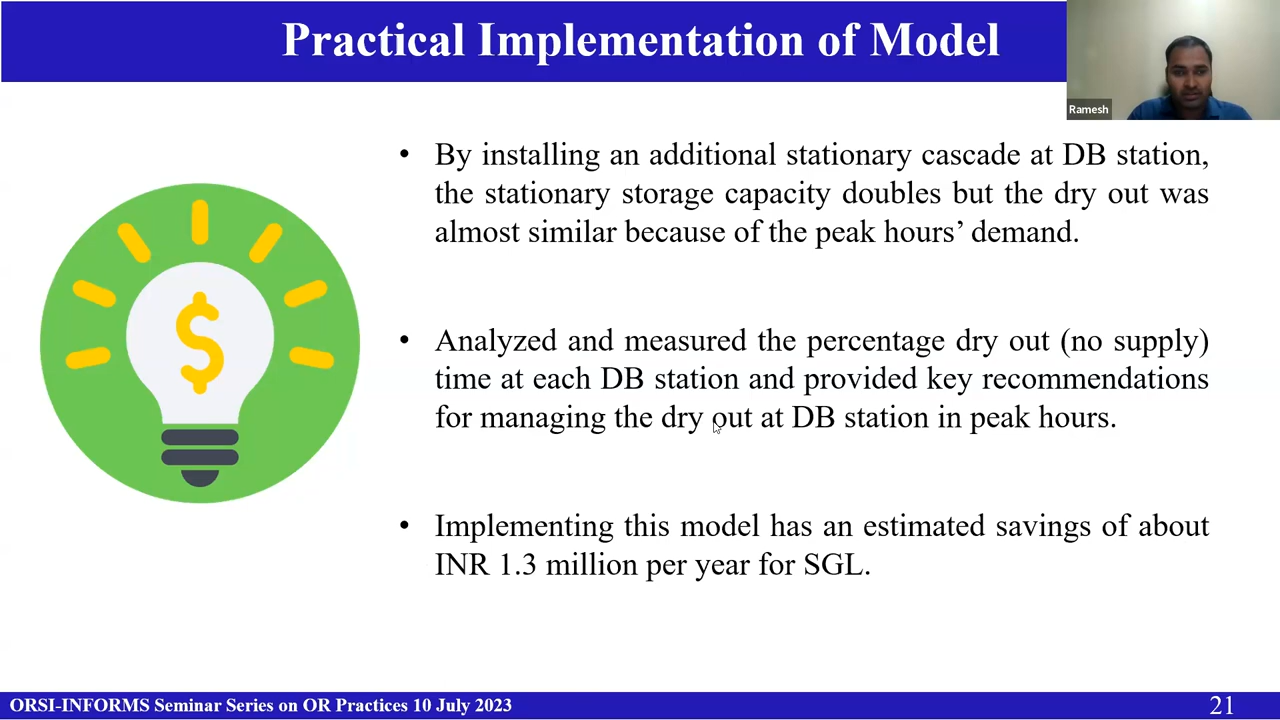 Practical Implementation of Model
Ramesh
• By installing an additional stationary cascade at DB station,
the stationary storage capacity doubles but the dry out was
almost similar because of the peak hours’ demand.
• Analyzed and measured the percentage dry out (no supply)
time at each DB station and provided key recommendations
for managing the dry out at DB station in peak hours.
• Implementing this model has an estimated savings of about
INR 1.3 million per year for SGL.
$
ORSI-INFORMS Seminar Series on OR Practices 10 July 2023
21